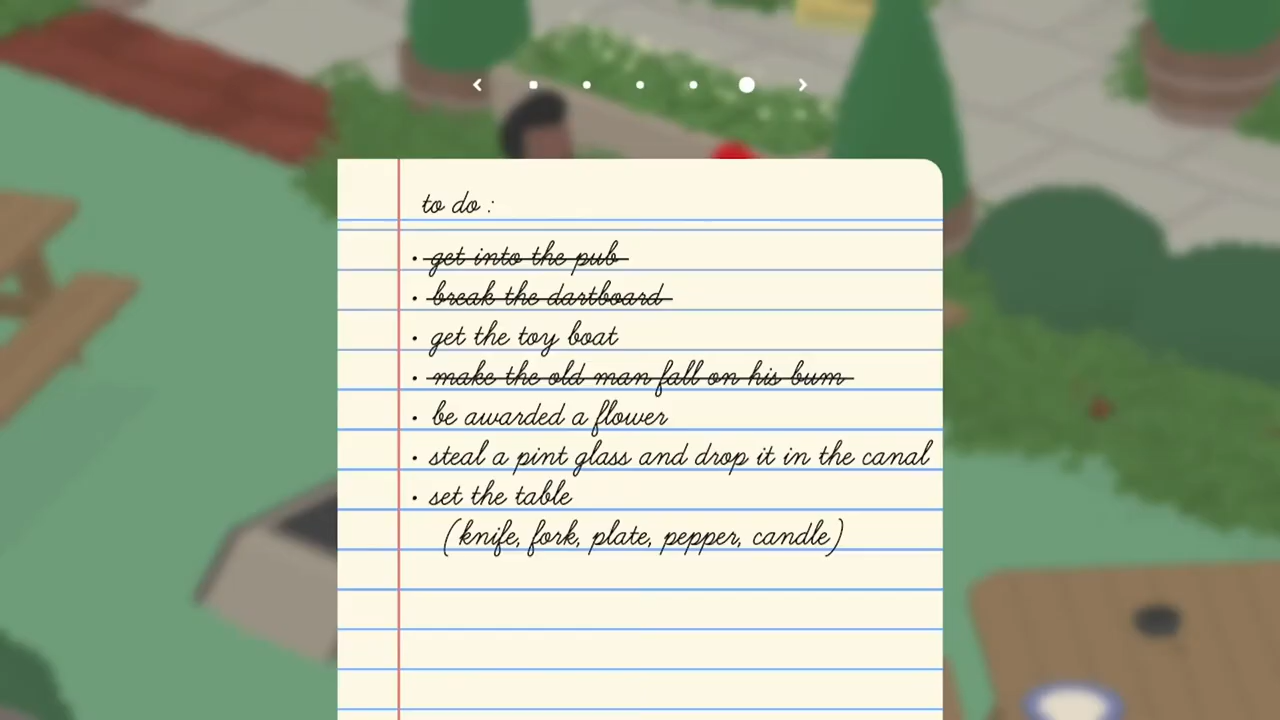 to do :
• get into the pub
• break the dartboard
• get the toy boat
• make the old man fall on his bum
• be awarded a flower
• steal a pint glass and drop it in the canal
• set the table
(knife, fork, plate, pepper, candle)